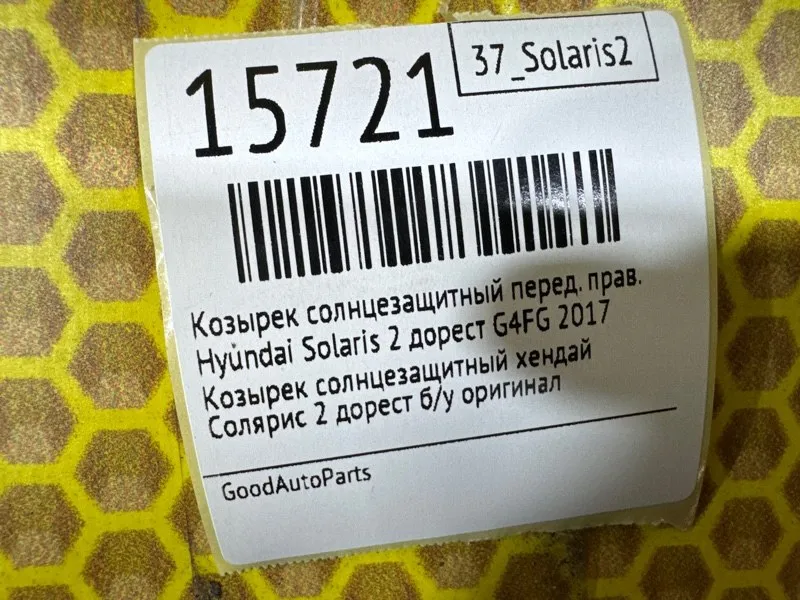 15721
37_Solaris2
Козырек солнцезащитный перед. прав.
Hyundai Solaris 2 дорест G4FG 2017
Козырек солнцезащитный хендай
Солярис 2 дорест б/у оригинал
GoodAutoParts